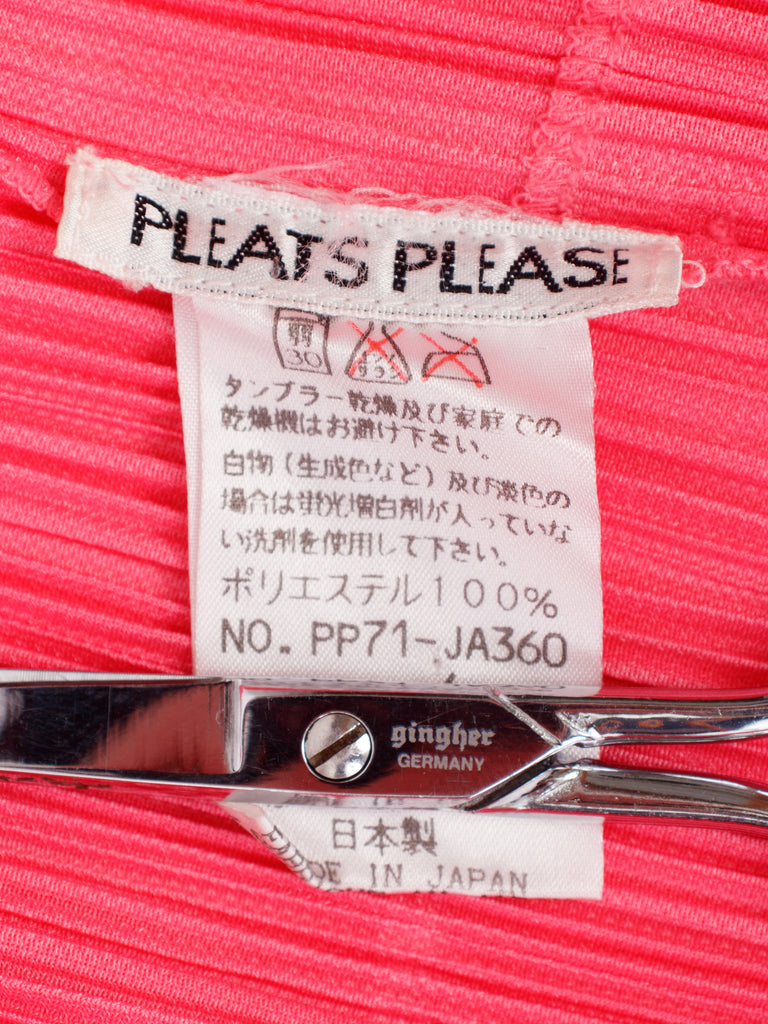 PLEATS PLEASE
30
タンブラー乾燥及び家庭での
乾燥機はお避け下さい。
白物(生成色など)及び淡色の
場合は蛍光増白剤が入っていな
い洗剤を使用して下さい。
ポリエステル100%
NO. PP71-JA360
gingher
GERMANY
日本製
MADE IN JAPAN